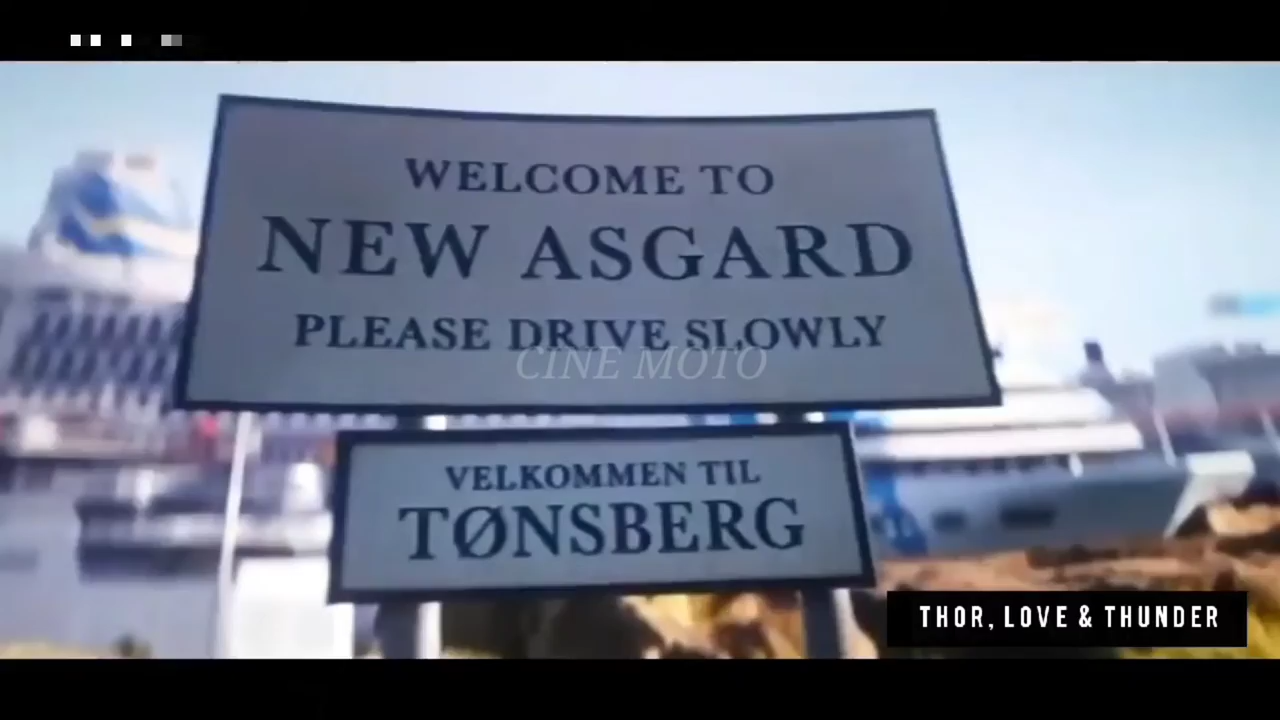 WELCOME TO
NEW ASGARD
PLEASE DRIVE SLOWLY
CINE MOTO
VELKOMMEN TIL
TØNSBERG
THOR, LOVE & THUNDER